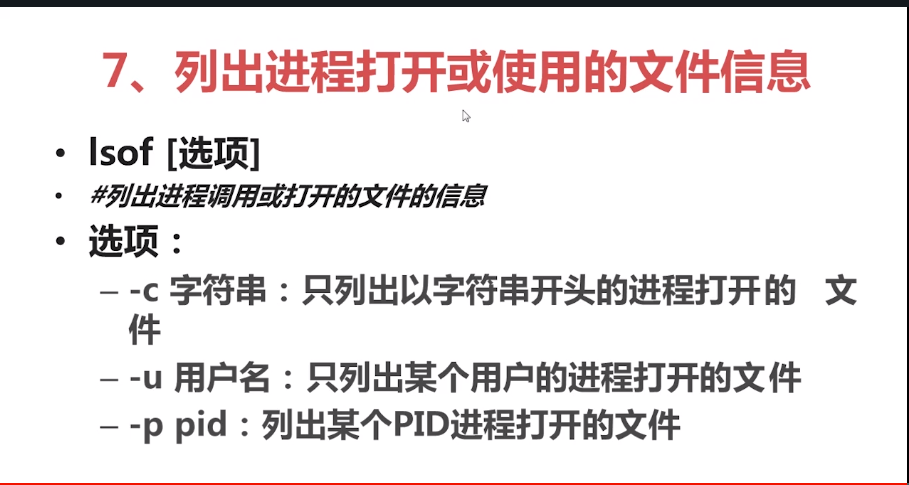 7、列出进程打开或使用的文件信息
• lsof [选项]
• #列出进程调用或打开的文件的信息
• 选项：
– -c 字符串：只列出以字符串开头的进程打开的 文
件
– -u 用户名：只列出某个用户的进程打开的文件
– -p pid：列出某个PID进程打开的文件